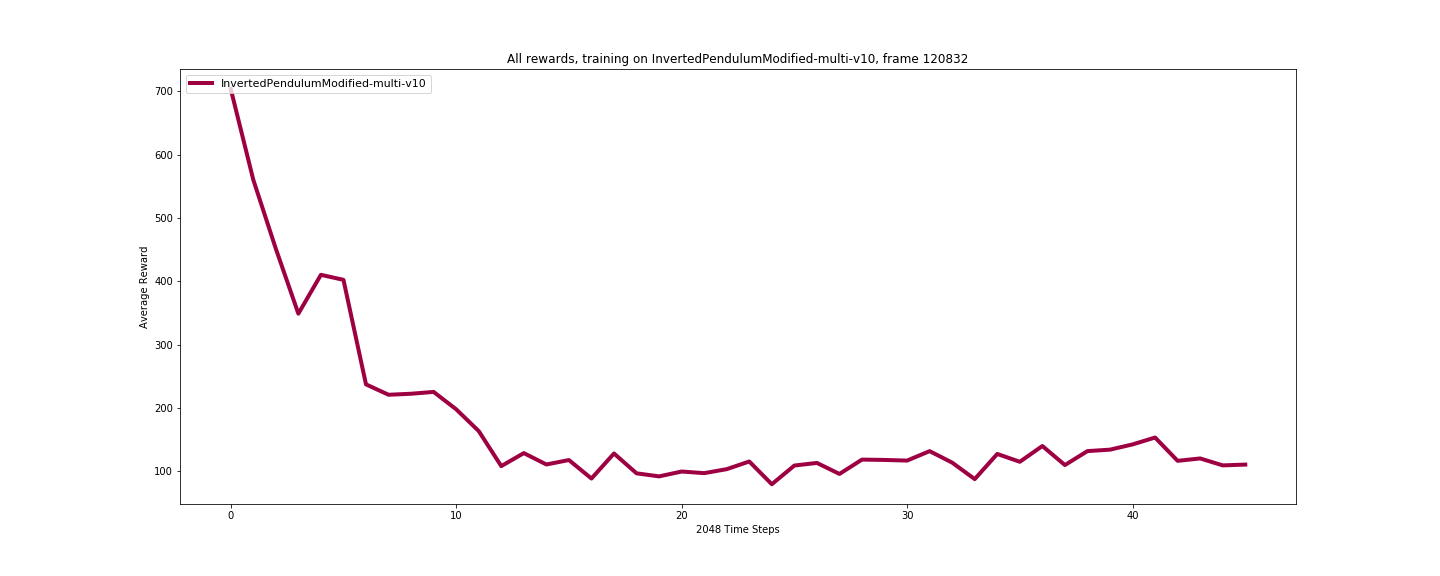 All rewards, training on InvertedPendulumModified-multi-v10, frame 120832
InvertedPendulumModified-multi-v10
700
600
500
400
300
200
100
Average Reward
0 10 20 30 40
2048 Time Steps